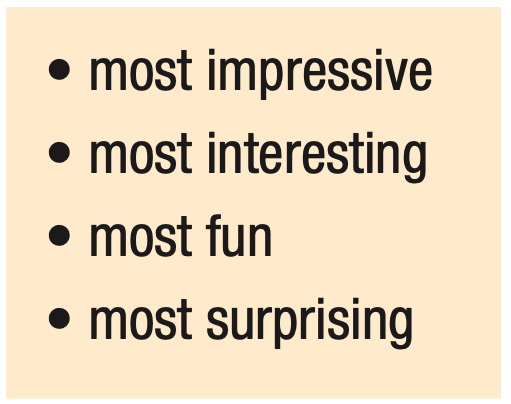 • most impressive
• most interesting
• most fun
• most surprising